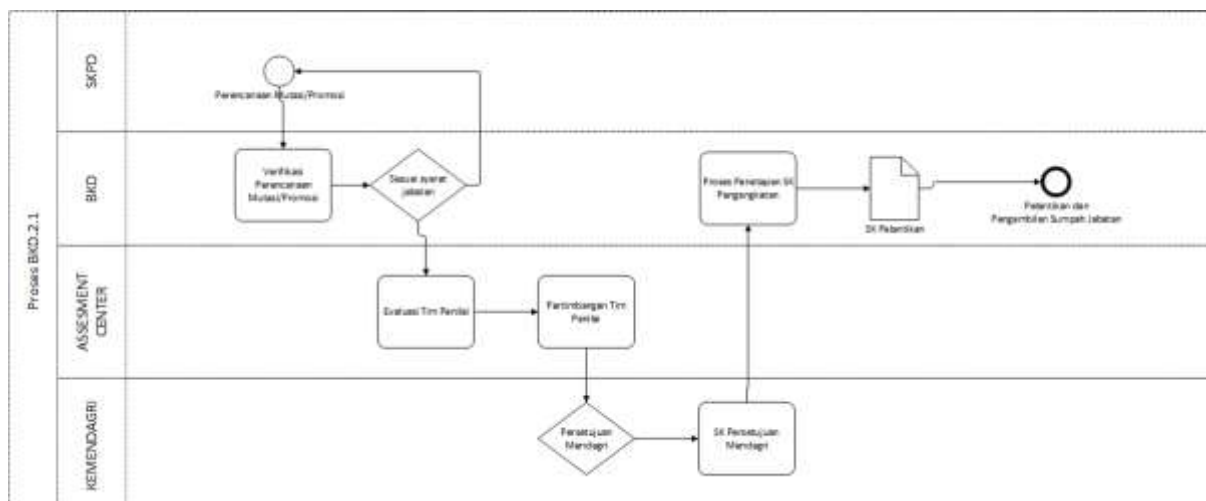 Proses BKD.2.1
SKPD
Perencanaan Mutasi/Promosi
BKD
Verifikasi
Perencanaan
Mutasi/Promosi
Sesuai syarat
jabatan
Proses Penetapan SK
Pengangkatan
SK Pelantikan
Pelantikan dan
Pengambilan Sumpah Jabatan
ASSESMENT
CENTER
Evaluasi Tim Penilai
Pertimbangan Tim
Penilai
KEMENDAGRI
Persetujuan
Mendagri
SK Persetujuan
Mendagri